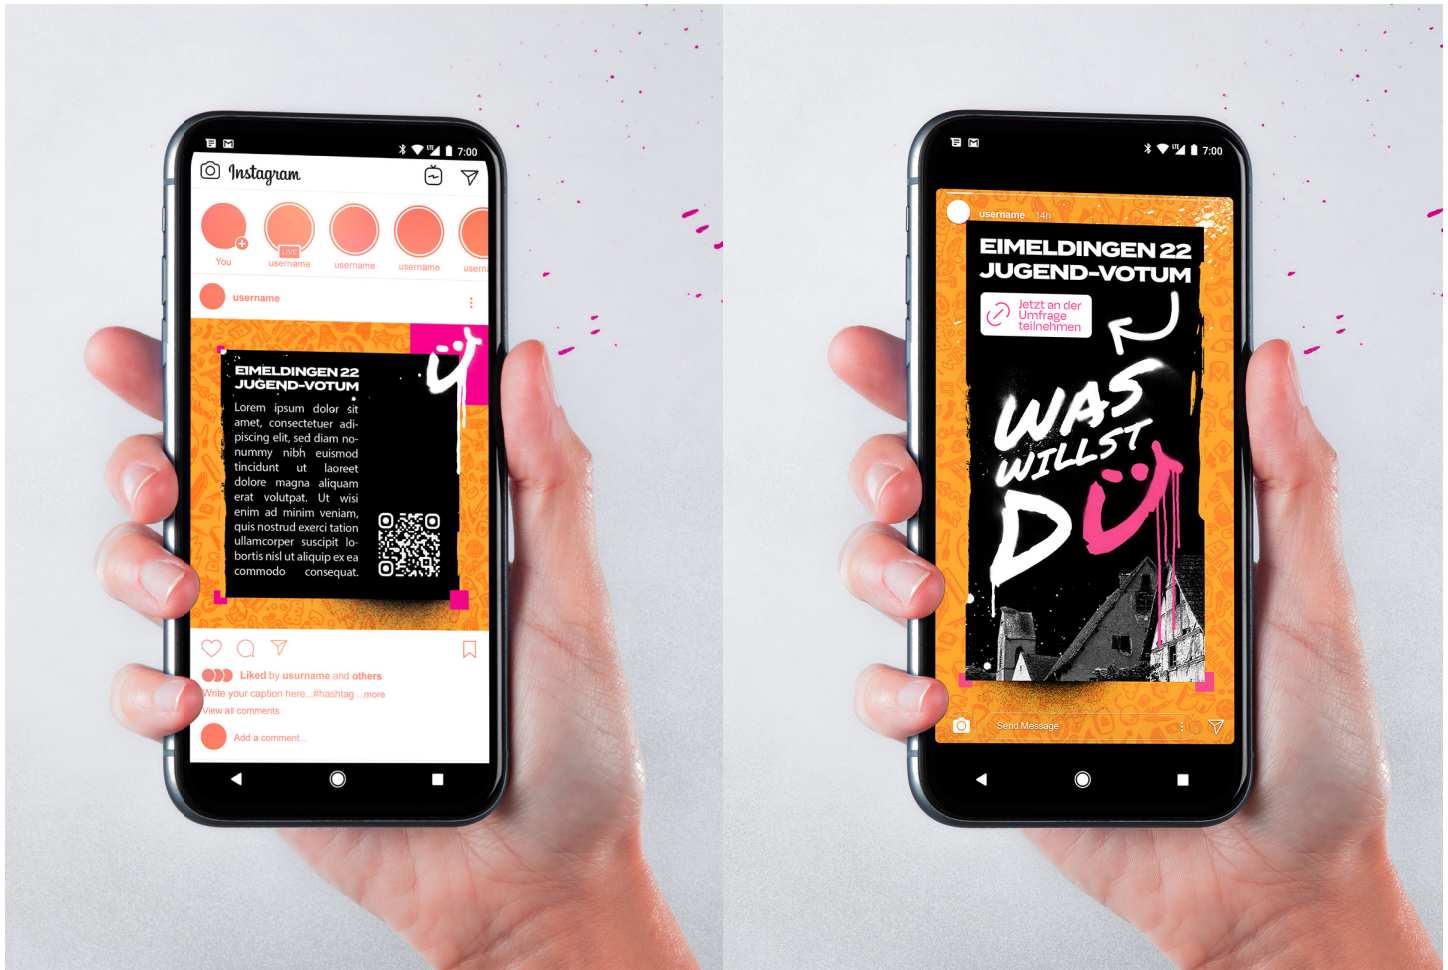 7:00
Instagram
LIVE
You
username
username
username
usern
username
EIMELDINGEN 22
JUGEND-VOTUM
Lorem ipsum dolor sit
amet, consectetuer adi-
piscing elit, sed diam no-
nummy nibh euismod
tincidunt ut laoreet
dolore magna aliquam
erat volutpat. Ut wisi
enim ad minim veniam,
quis nostrud exerci tation
ullamcorper suscipit lo-
bortis nisl ut aliquip ex ea
commodo consequat.
Liked by usurname and others
Write your caption here...#hashtag ...more
View all comments
Add a comment...
LTE
7:00
username 14h
EIMELDINGEN 22
JUGEND-VOTUM
Jetzt an der
Umfrage
teilnehmen
WAS
WILLST
DÜ
Send Message